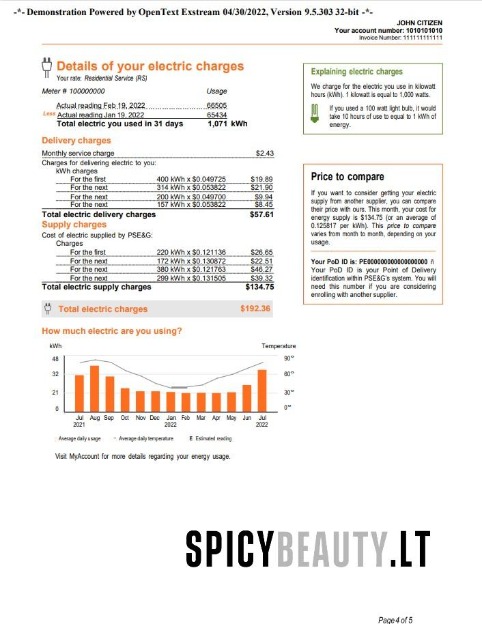 -*- Demonstration Powered by OpenText Exstream 04/30/2022, Version 9.5.303 32-bit -*-
JOHN CITIZEN
Your account number: 1010101010
Invoice Number: 111111111111
Details of your electric charges
Your rate: Residential Service (RS)
Meter # 100000000 Usage
Actual reading Feb 19, 2022 66505
Less Actual reading Jan 19, 2022 65434
Total electric you used in 31 days 1,071 kWh
Delivery charges
Monthly service charge $2.43
Charges for delivering electric to you:
kWh charges
For the first 400 kWh x $0.049725 $19.89
For the next 314 kWh x $0.053822 $21.90
For the next 200 kWh x $0.049700 $9.94
For the next 157 kWh x $0.053822 $8.45
Total electric delivery charges $57.61
Supply charges
Cost of electric supplied by PSE&G:
Charges
For the first 220 kWh x $0.121136 $26.65
For the next 172 kWh x $0.130872 $22.51
For the next 380 kWh x $0.121763 $46.27
For the next 299 kWh x $0.131505 $39.32
Total electric supply charges $134.75
Total electric charges $192.36
How much electric are you using?
kWh Temperature
48 90°
32 60°
21 30°
0 0°
Jul Aug Sep Oct Nov Dec Jan Feb Mar Apr May Jun Jul
2021 2022 2022
Average daily usage - Average daily temperature E Estimated reading
Visit MyAccount for more details regarding your energy usage.
Explaining electric charges
We charge for the electric you use in kilowatt
hours (kWh). 1 kilowatt is equal to 1,000 watts.
If you used a 100 watt light bulb, it would
take 10 hours of use to equal to 1 kWh of
energy.
Price to compare
If you want to consider getting your electric
supply from another supplier, you can compare
their price with ours. This month, your cost for
energy supply is $134.75 (or an average of
0.125817 per kWh). This price to compare
varies from month to month, depending on your
usage.
Your PoD ID is: 
Your POD ID is your Point of Delivery
identification within PSE&G's system. You will
need this number if you are considering
enrolling with another supplier.
SPICYBEAUTY.LT
Page 4 of 5